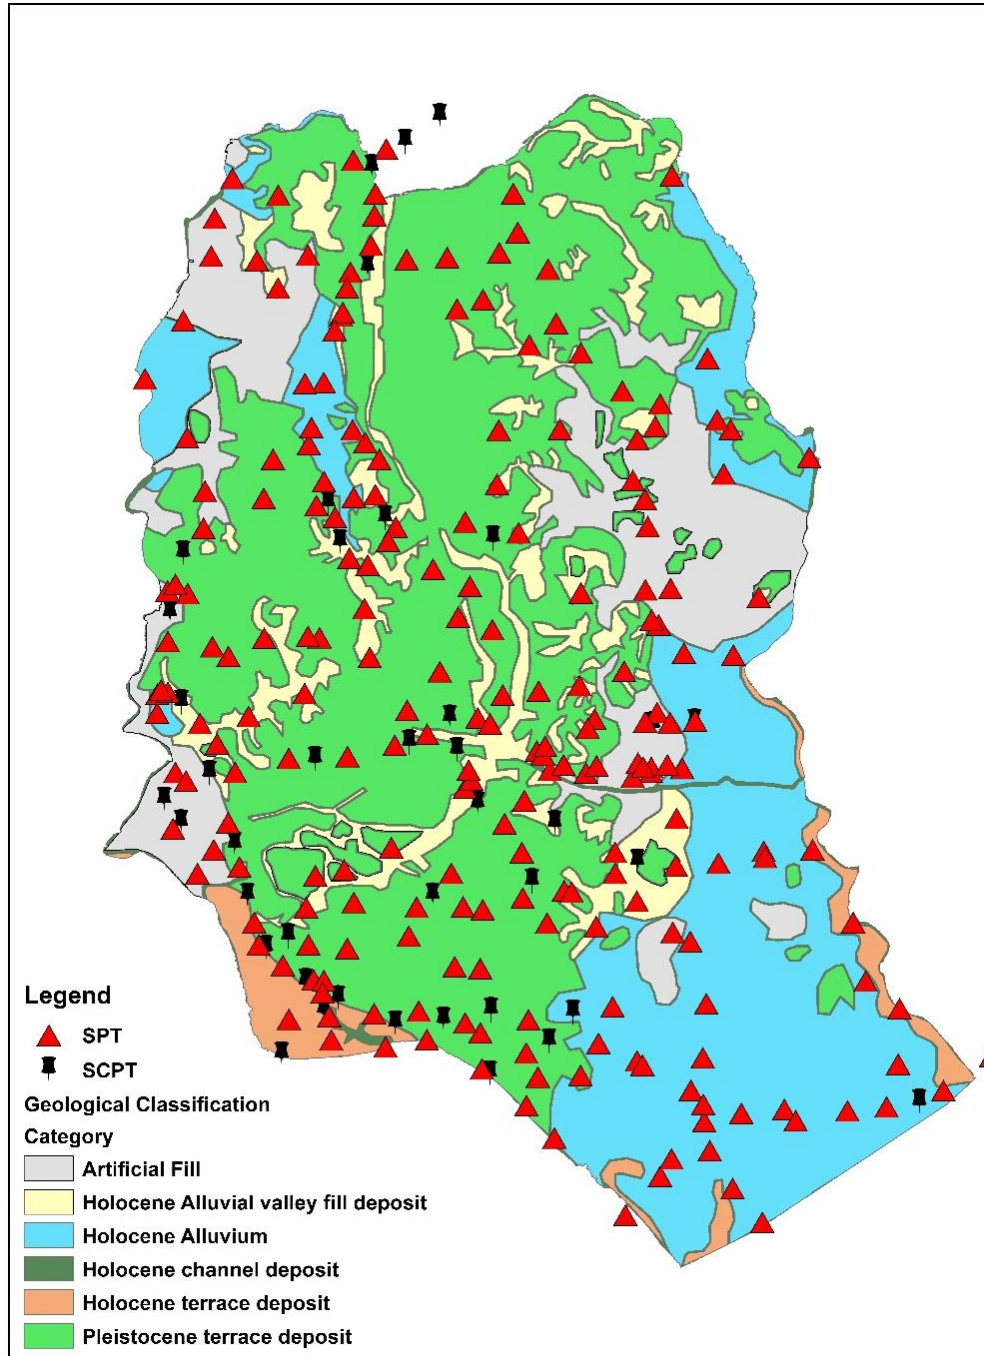 Legend
SPT
SCPT
Geological Classification
Category
Artificial Fill
Holocene Alluvial valley fill deposit
Holocene Alluvium
Holocene channel deposit
Holocene terrace deposit
Pleistocene terrace deposit